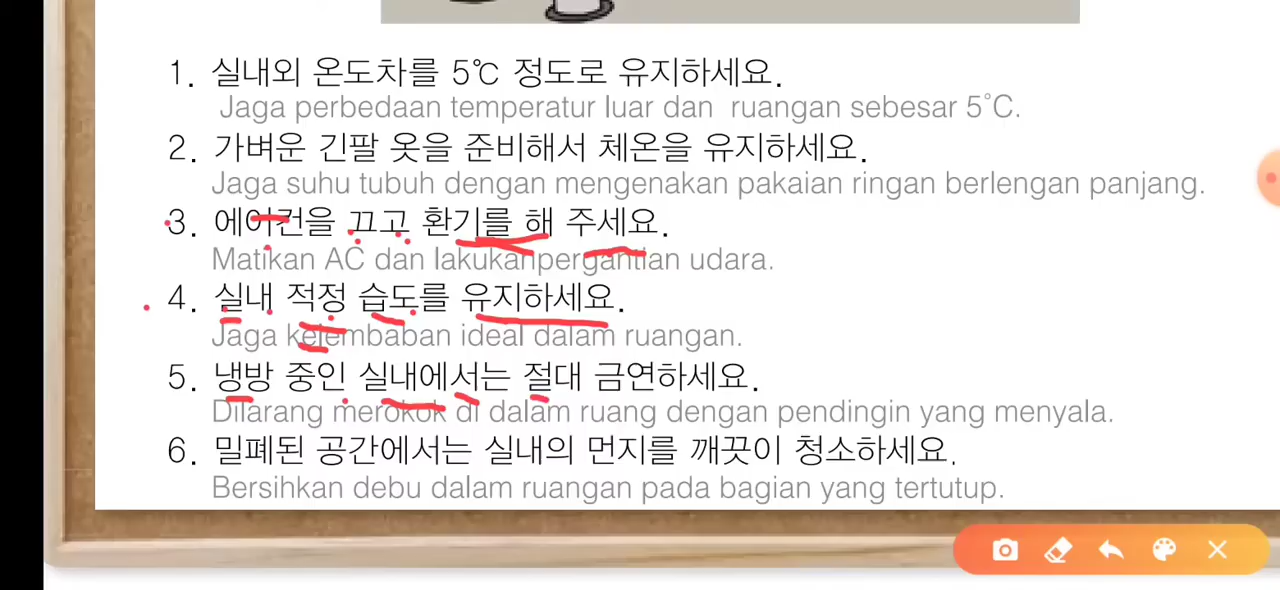 1. 실내외 온도차를 5℃ 정도로 유지하세요.
Jaga perbedaan temperatur luar dan ruangan sebesar 5°C.
2. 가벼운 긴팔 옷을 준비해서 체온을 유지하세요.
Jaga suhu tubuh dengan mengenakan pakaian ringan berlengan panjang.
3. 에어컨을 끄고 환기를 해 주세요.
Matikan AC dan lakukan pergantian udara.
4. 실내 적정 습도를 유지하세요.
Jaga kelembaban ideal dalam ruangan.
5. 냉방 중인 실내에서는 절대 금연하세요.
Dilarang merokok di dalam ruang dengan pendingin yang menyala.
6. 밀폐된 공간에서는 실내의 먼지를 깨끗이 청소하세요.
Bersihkan debu dalam ruangan pada bagian yang tertutup.